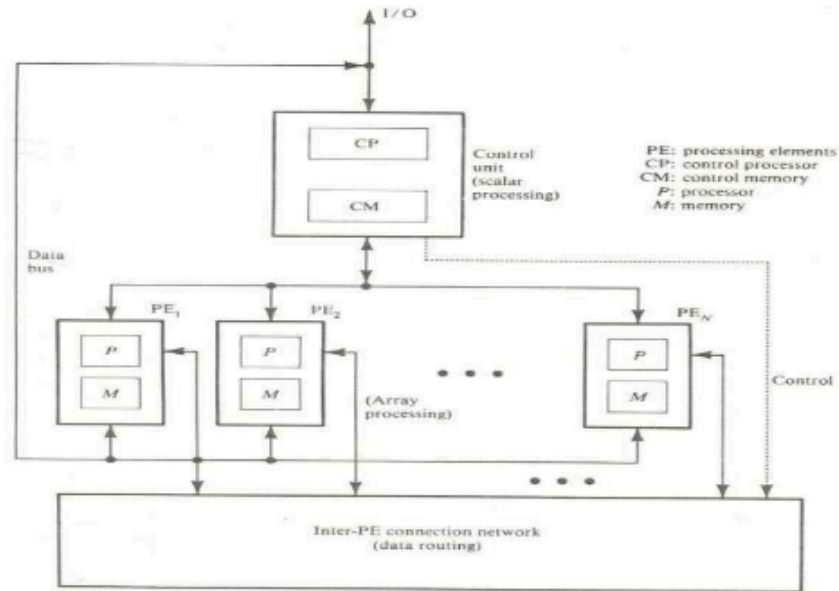 I/O
CP
CM
Control
unit
(scalar
processing)
PE: processing elements
CP: control processor
CM: control memory
P: processor
M: memory
Data
bus
PE1
PE2
PEN
P
M
P
M
P
M
(Array
processing)
Control
Inter-PE connection network
(data routing)